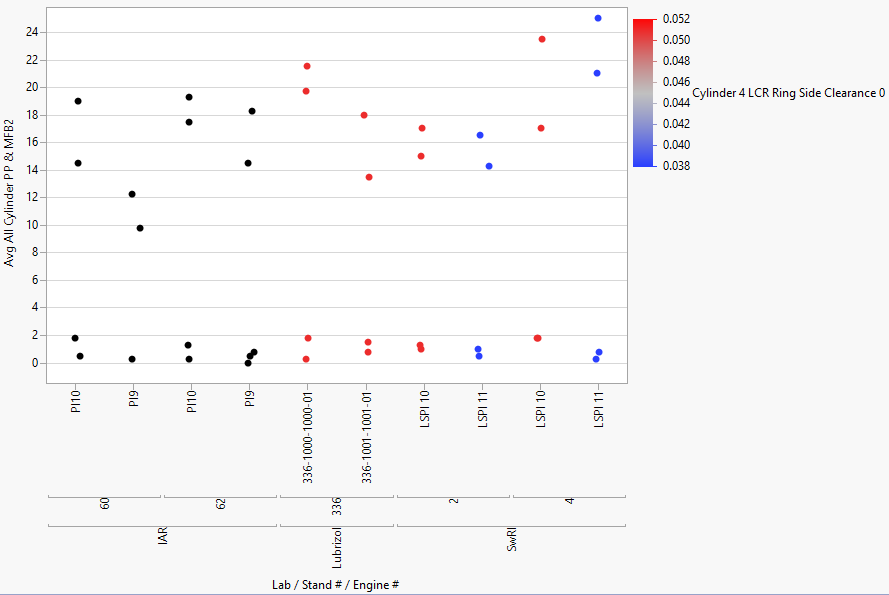 Avg All Cylinder PP & MFB2
24
22
20
18
16
14
12
10
8
6
4
2
0
0.052
0.050
0.048
0.046
0.044
0.042
0.040
0.038
Cylinder 4 LCR Ring Side Clearance 0
PI10
PI9
PI10
PI9
336-1000-1000-01
336-1001-1001-01
LSPI 10
LSPI 11
LSPI 10
LSPI 11
60
62
336
2
4
IAR
Lubrizol
SwRI
Lab / Stand # / Engine #